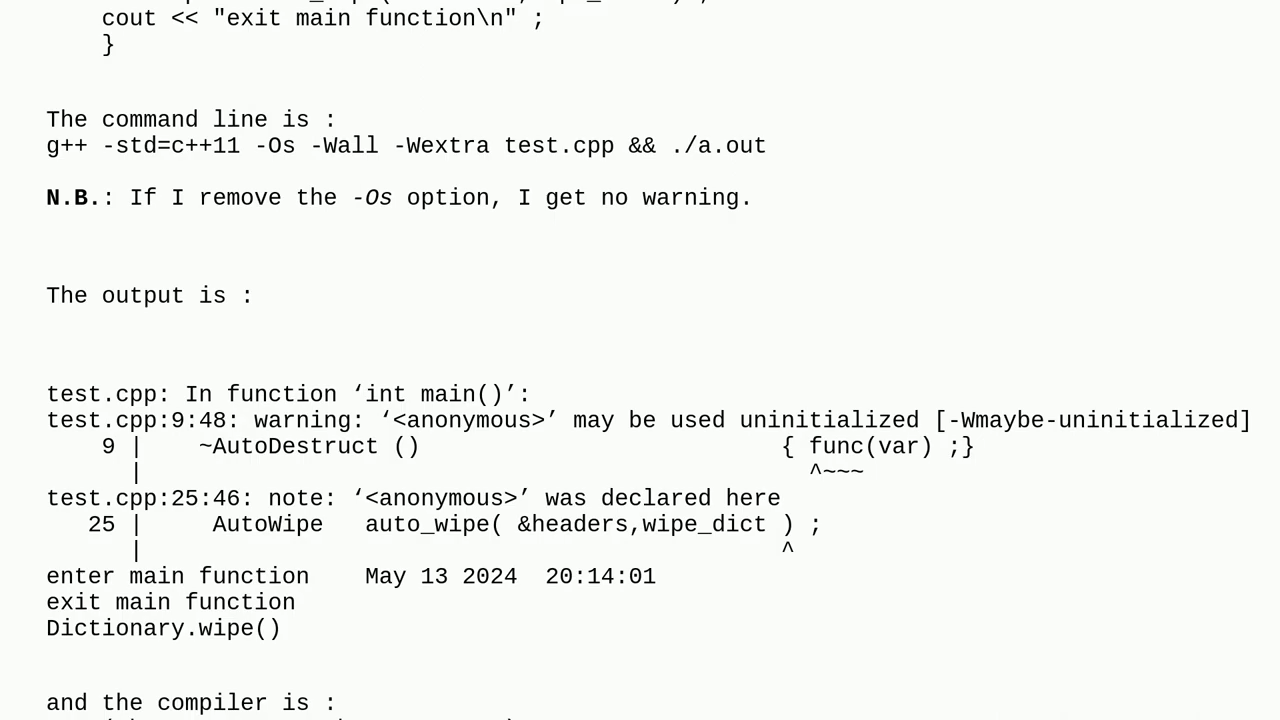 cout << "exit main function\n" ;
}
The command line is :
g++ -std=c++11 -Os -Wall -Wextra test.cpp && ./a.out
N.B.: If I remove the -Os option, I get no warning.
The output is :
test.cpp: In function ‘int main()’:
test.cpp:9:48: warning: ‘<anonymous>’ may be used uninitialized [-Wmaybe-uninitialized]
9 |    ~AutoDestruct ()                          { func(var) ;}
|                                                ^~~~
test.cpp:25:46: note: ‘<anonymous>’ was declared here
25 |     AutoWipe   auto_wipe( &headers,wipe_dict ) ;
|                                              ^
enter main function    May 13 2024  20:14:01
exit main function
Dictionary.wipe()
and the compiler is :